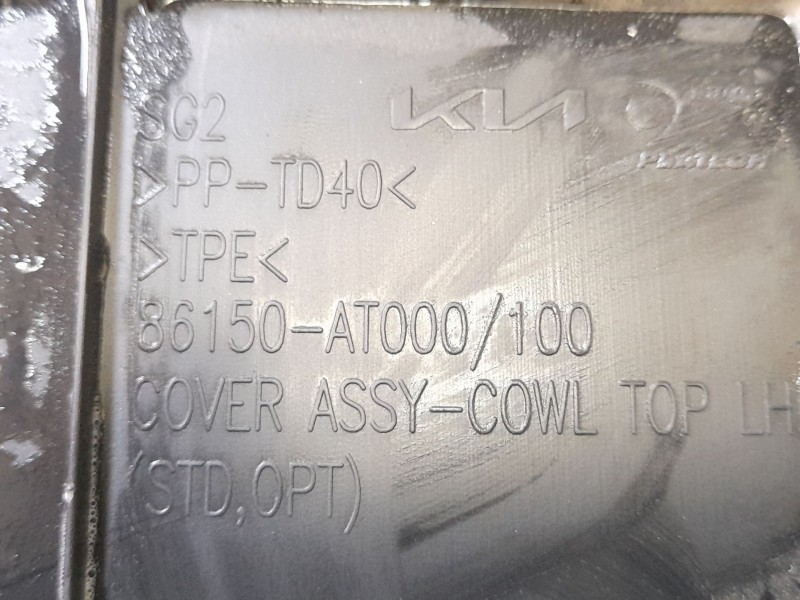 SG2 KIA
>PP-TD40<
>TPE<
86150-AT000/100
COVER ASSY-COWL TOP LH
(STD,OPT)